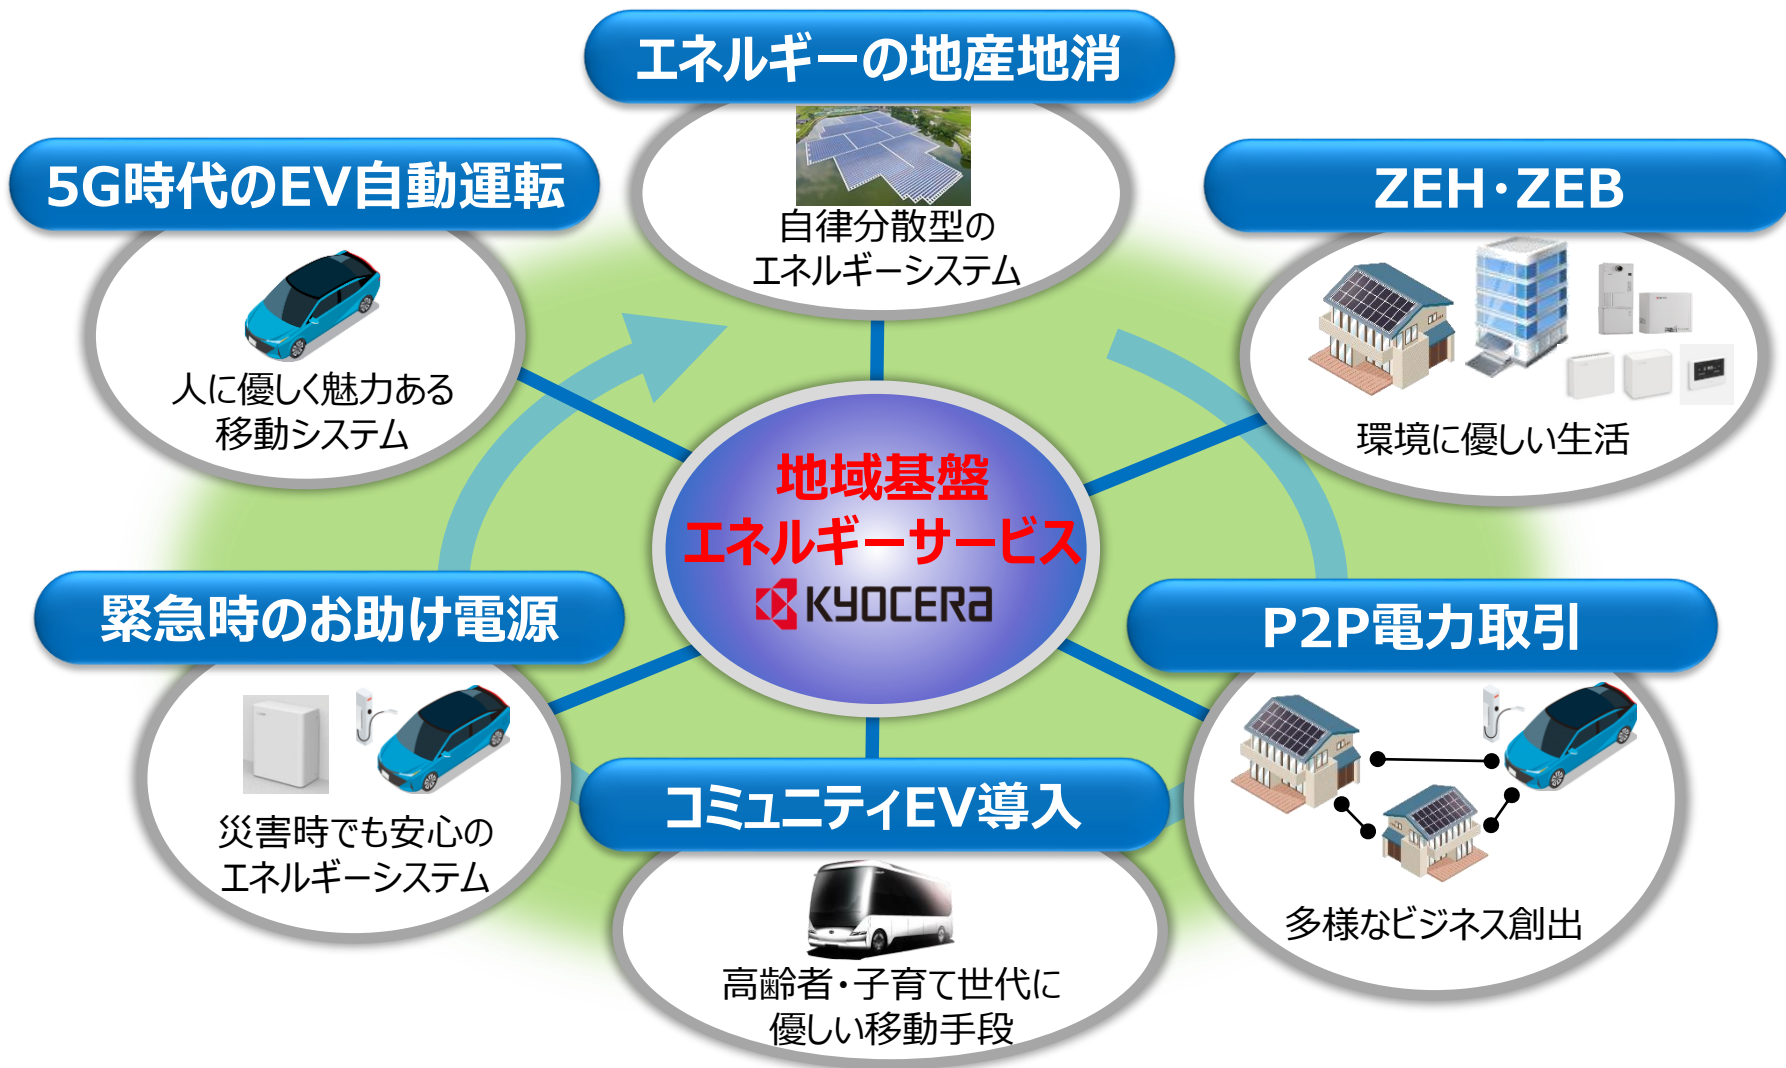 エネルギーの地産地消
自律分散型の
エネルギーシステム
5G時代のEV自動運転
人に優しく魅力ある
移動システム
ZEH・ZEB
環境に優しい生活
地域基盤
エネルギーサービス
KYOCERA
緊急時のお助け電源
災害時でも安心の
エネルギーシステム
P2P電力取引
多様なビジネス創出
コミュニティEV導入
高齢者・子育て世代に
優しい移動手段